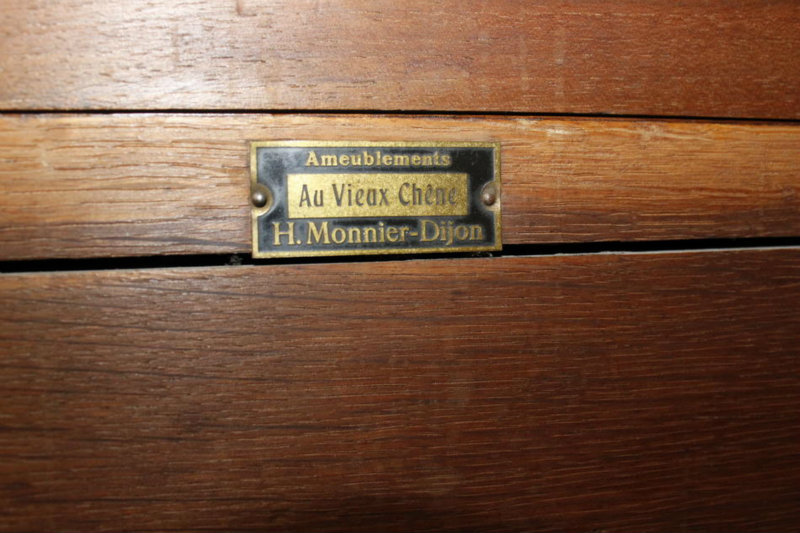 Ameublements
Au Vieux Chêne
H. Monnier-Dijon